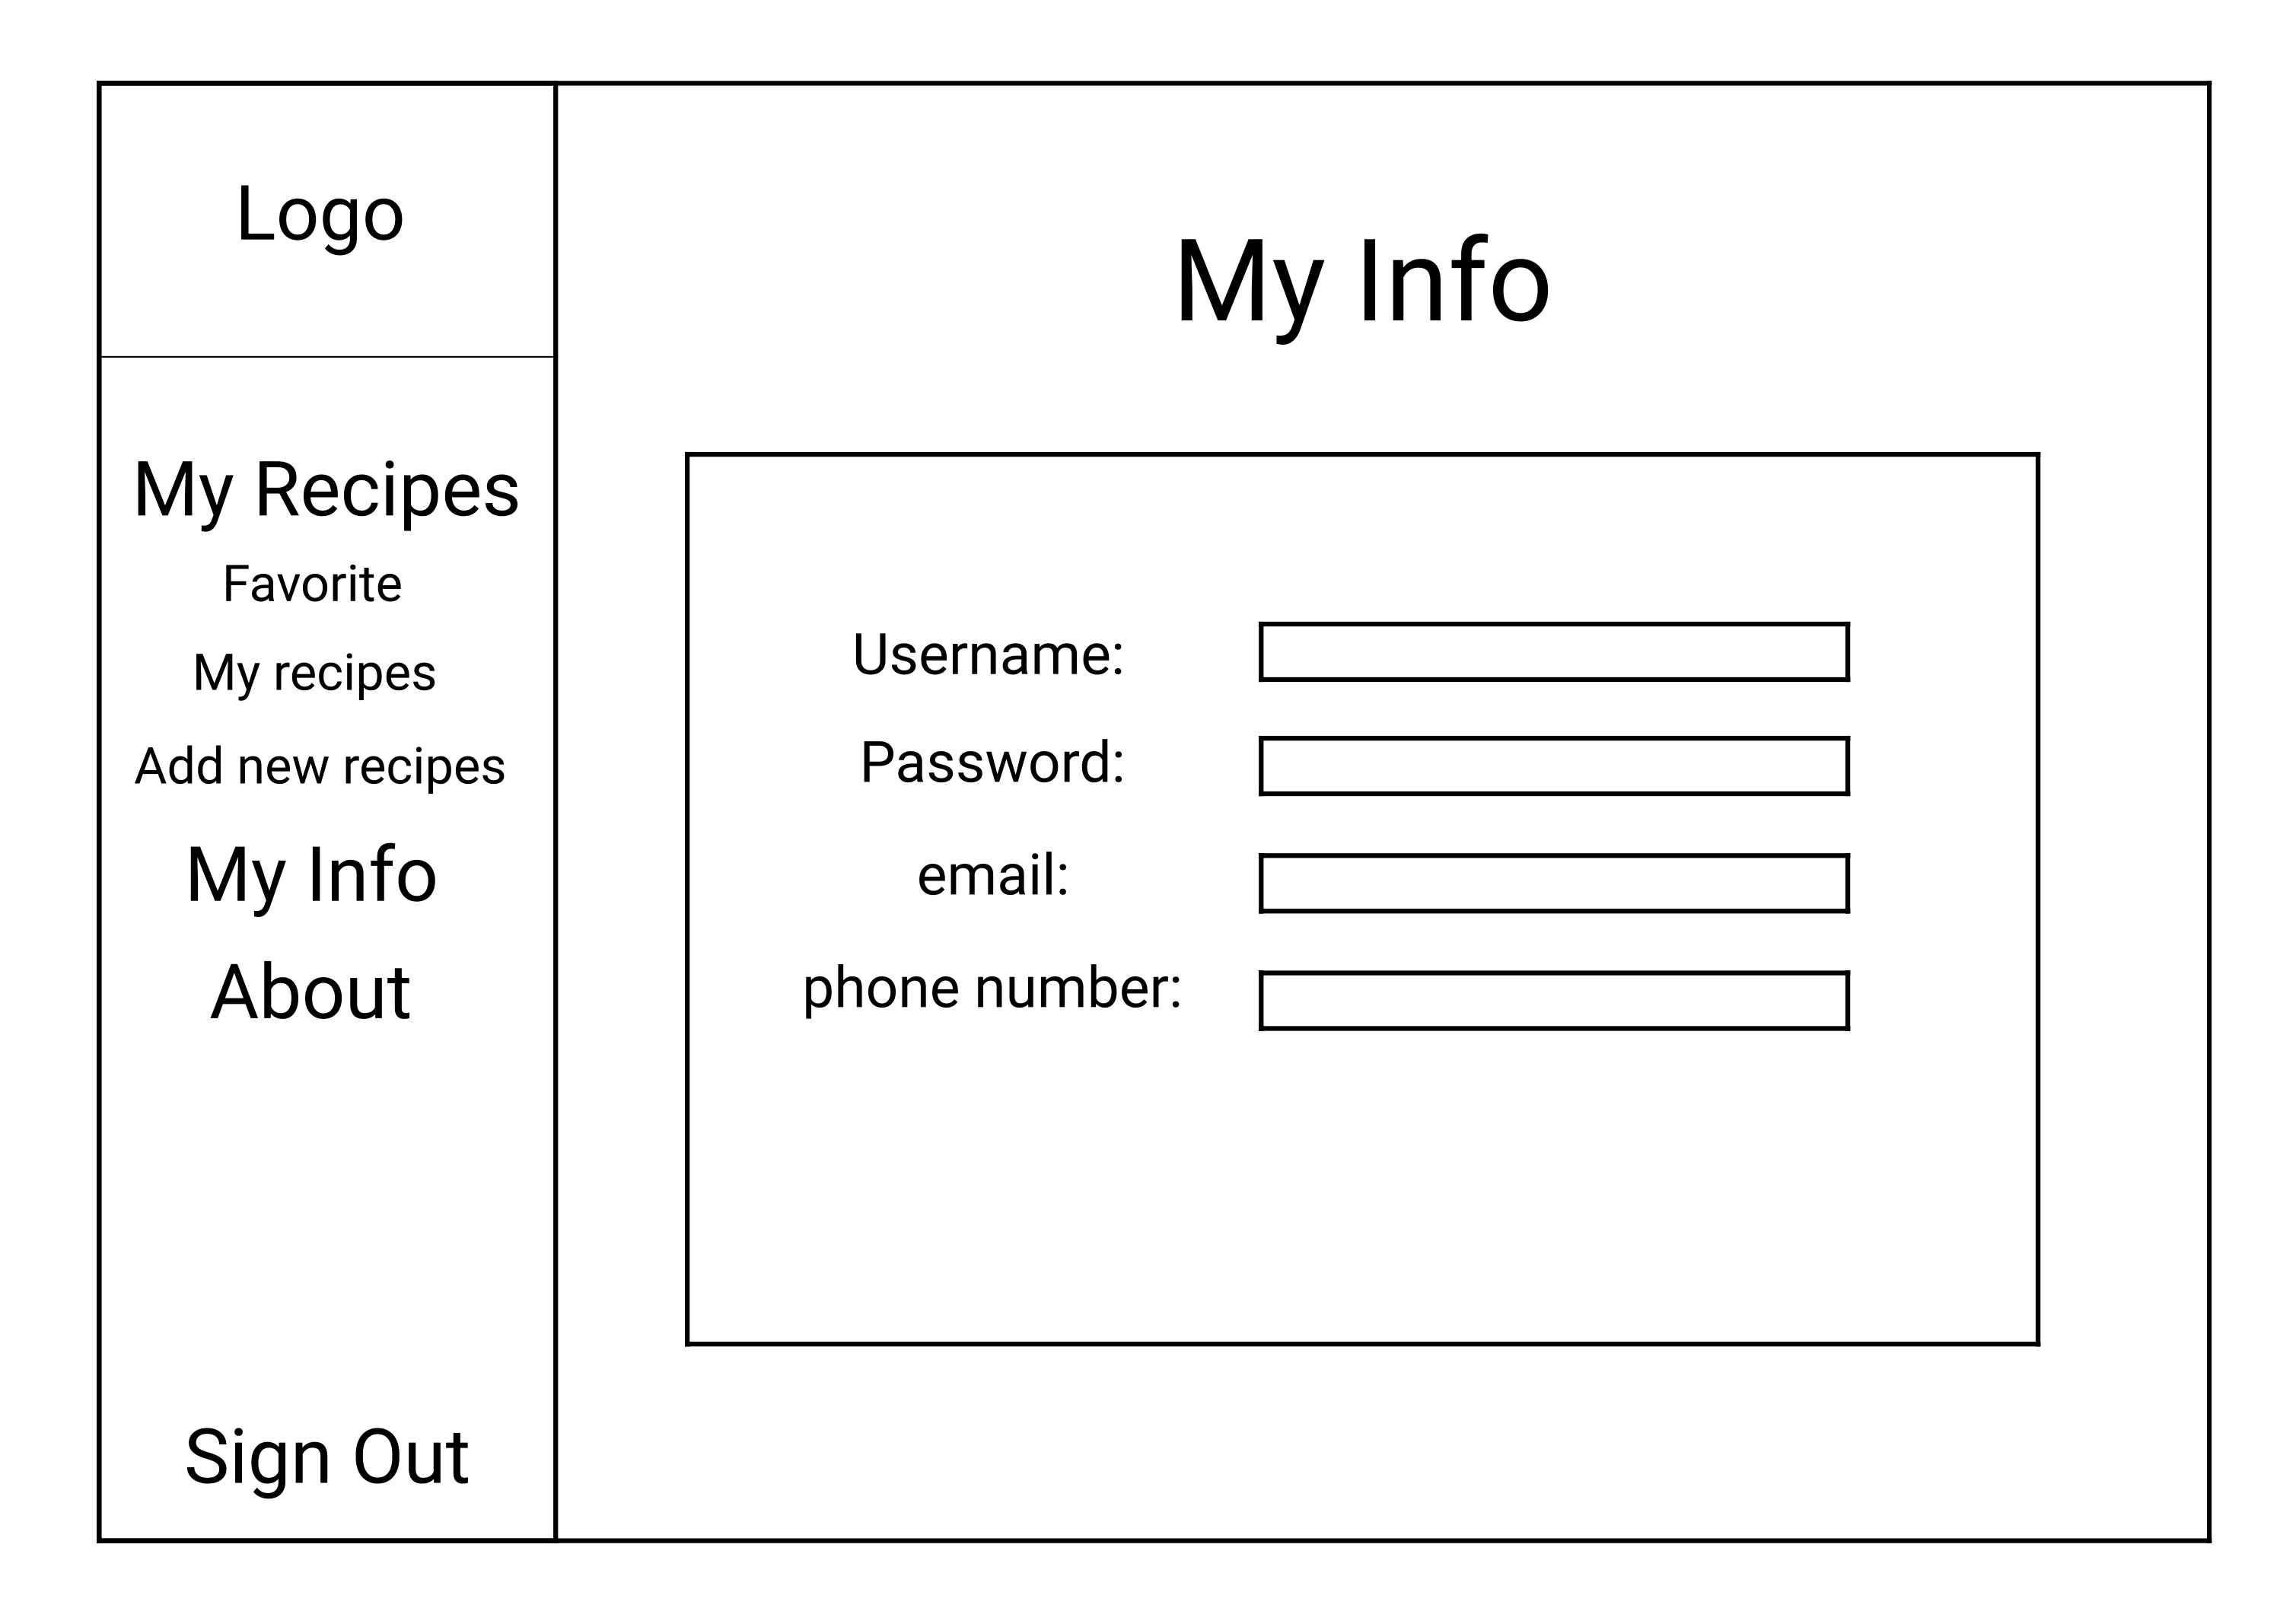 Logo
My Recipes
Favorite
My recipes
Add new recipes
My Info
About
Sign Out
My Info
Username:
Password:
email:
phone number: